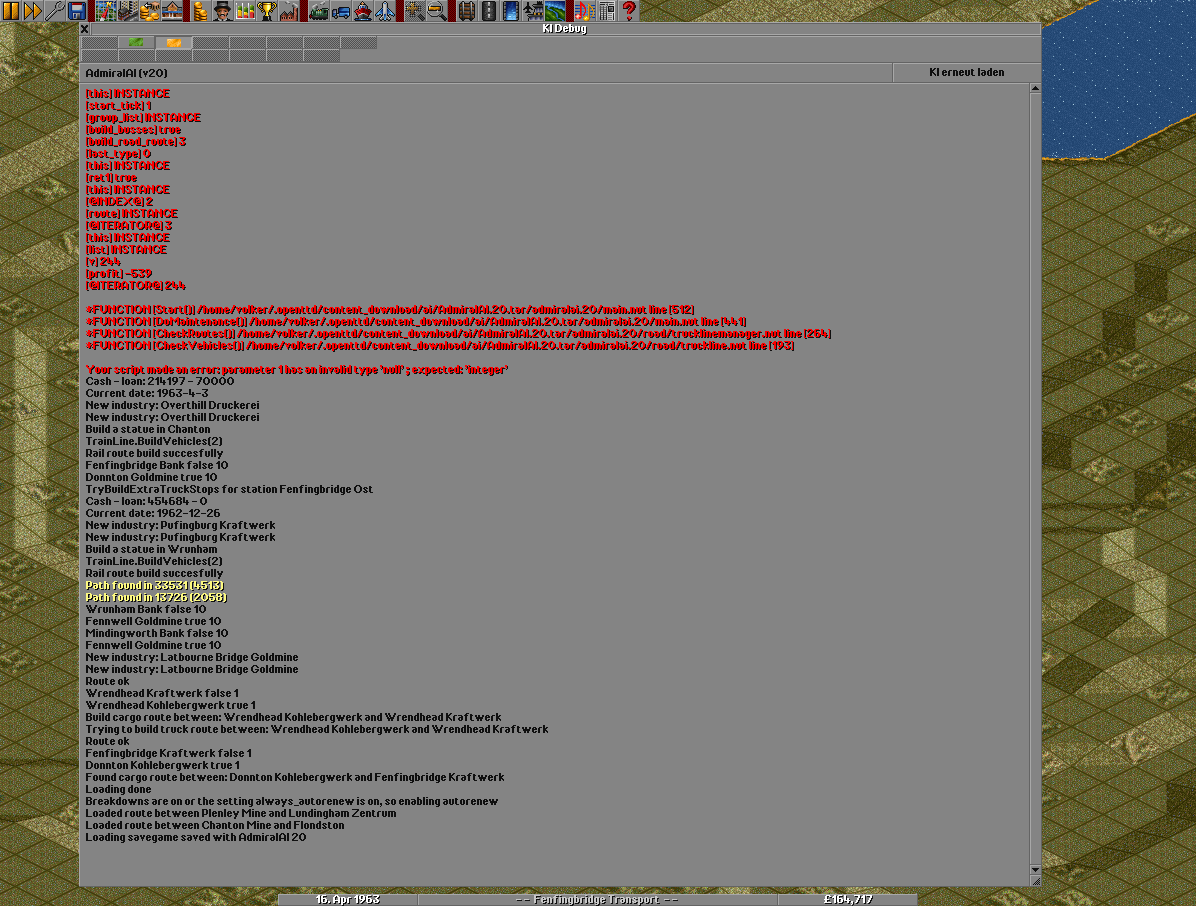 KI Debug
AdmiralAI (v20)
KI erneut laden
[this] INSTANCE
[start_tick] 1
[group_list] INSTANCE
[build_busses] true
[build_road_route] 3
[last_type] 0
[this] INSTANCE
[ret1] true
[this] INSTANCE
[@INDEX@] 2
[route] INSTANCE
[@ITERATOR@] 3
[this] INSTANCE
[list] INSTANCE
[v] 244
[profit] -539
[@ITERATOR@] 244
*FUNCTION [Start()] /home/volker/.openttd/content_download/ai/AdmiralAI.20.tar/admiralai.20/main.nut line [512]
*FUNCTION [DoMaintenance()] /home/volker/.openttd/content_download/ai/AdmiralAI.20.tar/admiralai.20/main.nut line [441]
*FUNCTION [CheckRoutes()] /home/volker/.openttd/content_download/ai/AdmiralAI.20.tar/admiralai.20/road/trucklinemanager.nut line [264]
*FUNCTION [CheckVehicles()] /home/volker/.openttd/content_download/ai/AdmiralAI.20.tar/admiralai.20/road/truckline.nut line [193]
Your script made an error: parameter 1 has an invalid type 'null' ; expected: 'integer'
Cash - loan: 214197 - 70000
Current date: 1963-4-3
New industry: Overthill Druckerei
New industry: Overthill Druckerei
Build a statue in Chanton
TrainLine.BuildVehicles(2)
Rail route build succesfully
Fenfingbridge Bank false 10
Donnton Goldmine true 10
TryBuildExtraTruckStops for station Fenfingbridge Ost
Cash - loan: 454684 - 0
Current date: 1962-12-26
New industry: Pufingburg Kraftwerk
New industry: Pufingburg Kraftwerk
Build a statue in Wrunham
TrainLine.BuildVehicles(2)
Rail route build succesfully
Path found in 33531 (4513)
Path found in 13726 (2058)
Wrunham Bank false 10
Fennwell Goldmine true 10
Mindingworth Bank false 10
Fennwell Goldmine true 10
New industry: Latbourne Bridge Goldmine
New industry: Latbourne Bridge Goldmine
Route ok
Wrendhead Kraftwerk false 1
Wrendhead Kohlebergwerk true 1
Build cargo route between: Wrendhead Kohlebergwerk and Wrendhead Kraftwerk
Trying to build truck route between: Wrendhead Kohlebergwerk and Wrendhead Kraftwerk
Route ok
Fenfingbridge Kraftwerk false 1
Donnton Kohlebergwerk true 1
Found cargo route between: Donnton Kohlebergwerk and Fenfingbridge Kraftwerk
Loading done
Breakdowns are on or the setting always_autorenew is on, so enabling autorenew
Loaded route between Plenley Mine and Lundingham Zentrum
Loaded route between Chanton Mine and Flondston
Loading savegame saved with AdmiralAI 20
16. Apr 1963
-- Fenfingbridge Transport --
£164,717